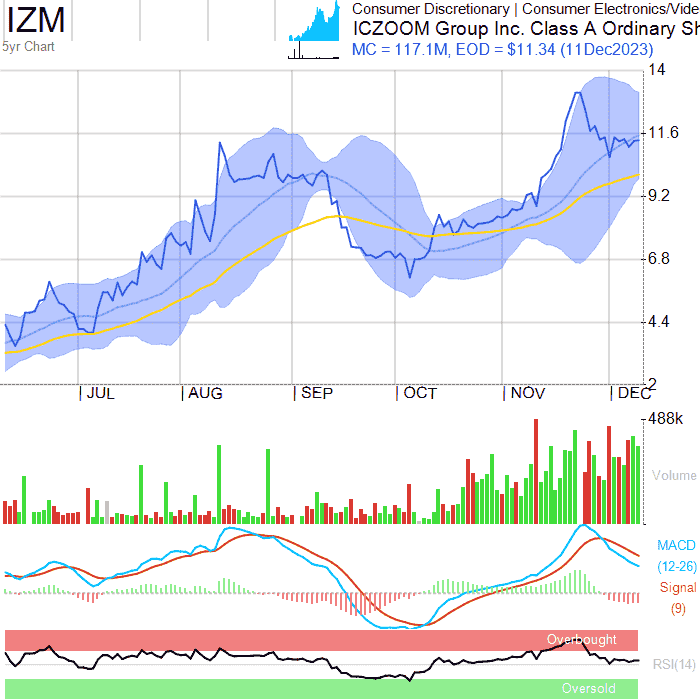 IZM
5yr Chart
Consumer Discretionary | Consumer Electronics/Vide
ICZOOM Group Inc. Class A Ordinary Sh
MC = 117.1M, EOD = $11.34 (11Dec2023)
14
11.6
9.2
6.8
4.4
2
JUL
AUG
SEP
OCT
NOV
DEC
488k
Volume
MACD
(12-26)
Signal
(9)
Overbought
RSI(14)
Oversold